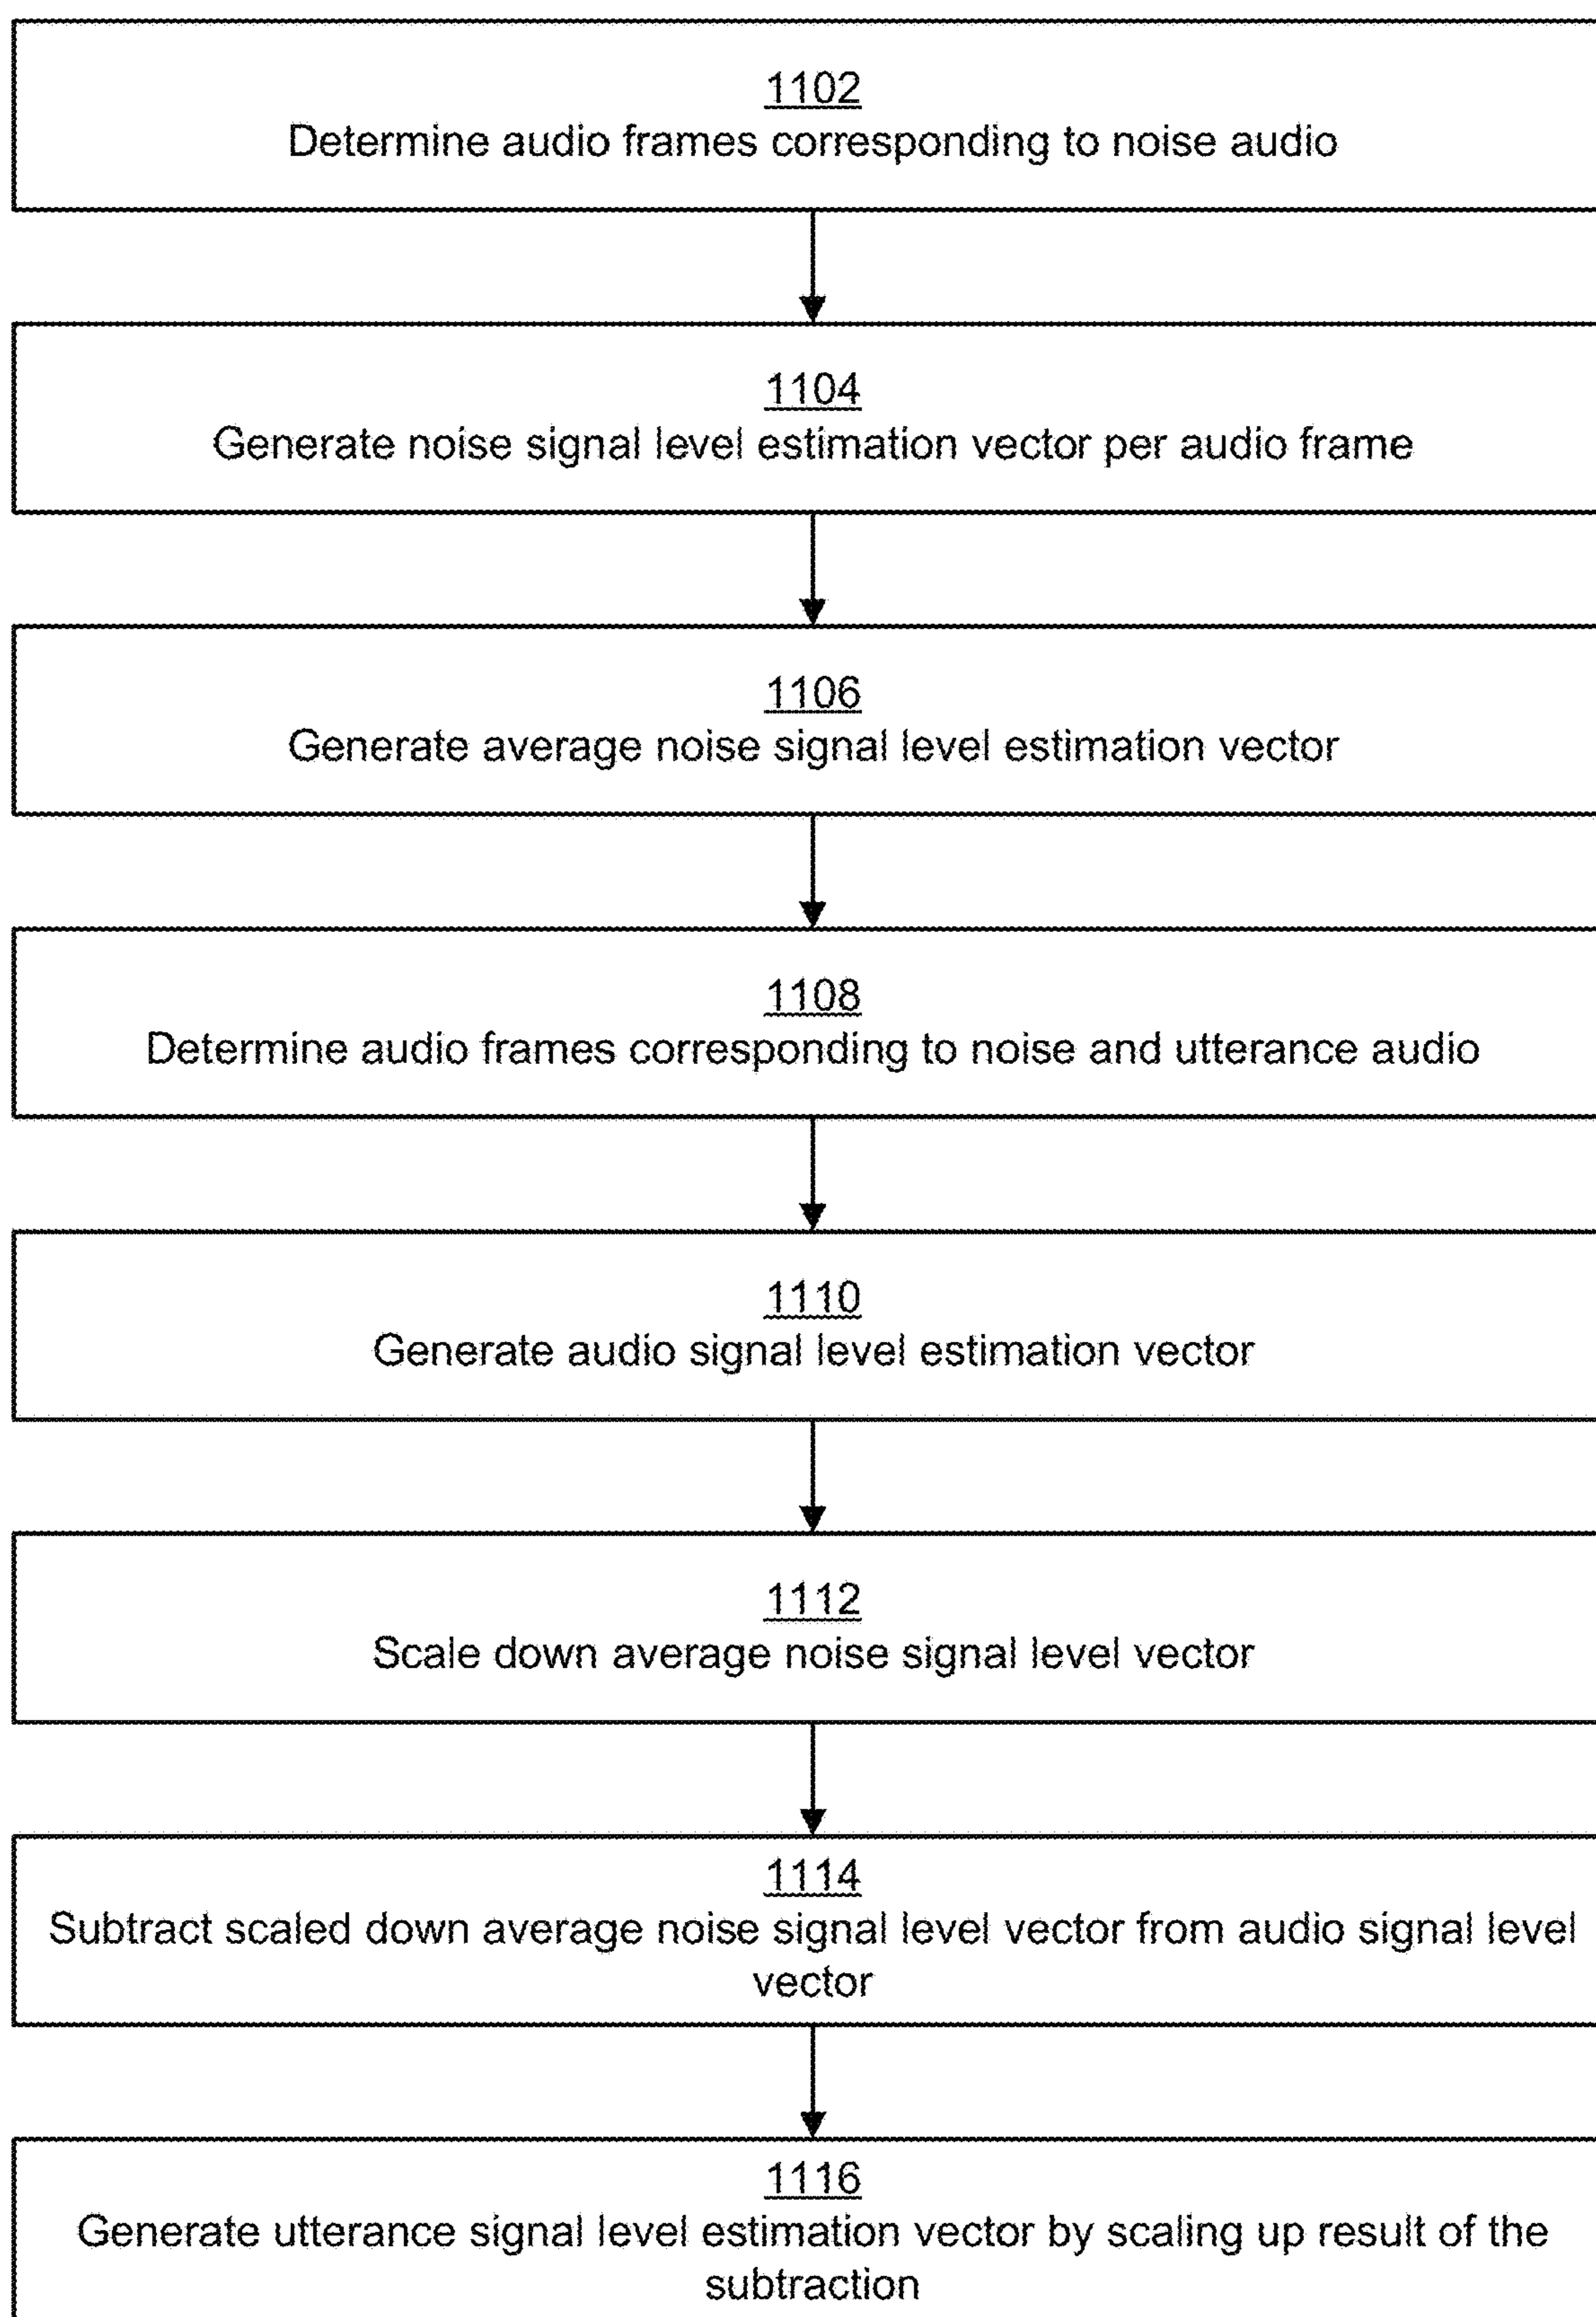 1102
Determine audio frames corresponding to noise audio
1104
Generate noise signal level estimation vector per audio frame
1106
Generate average noise signal level estimation vector
1108
Determine audio frames corresponding to noise and utterance audio
1110
Generate audio signal level estimation vector
1112
Scale down average noise signal level vector
1114
Subtract scaled down average noise signal level vector from audio signal level
vector
1116
Generate utterance signal level estimation vector by scaling up result of the
subtraction